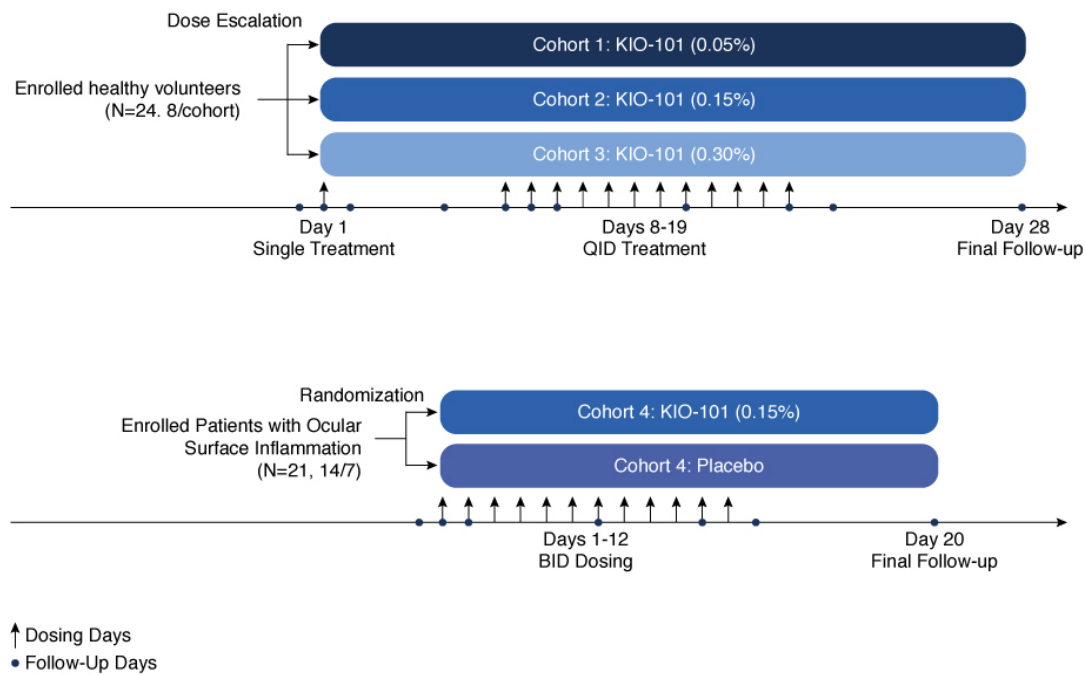 Dose Escalation
Cohort 1: KIO-101 (0.05%)
Enrolled healthy volunteers
(N=24. 8/cohort)
Cohort 2: KIO-101 (0.15%)
Cohort 3: KIO-101 (0.30%)
Day 1
Single Treatment
Days 8-19
QID Treatment
Day 28
Final Follow-up
Randomization
Cohort 4: KIO-101 (0.15%)
Enrolled Patients with Ocular
Surface Inflammation
(N=21, 14/7)
Cohort 4: Placebo
Days 1-12
BID Dosing
Day 20
Final Follow-up
Dosing Days
Follow-Up Days